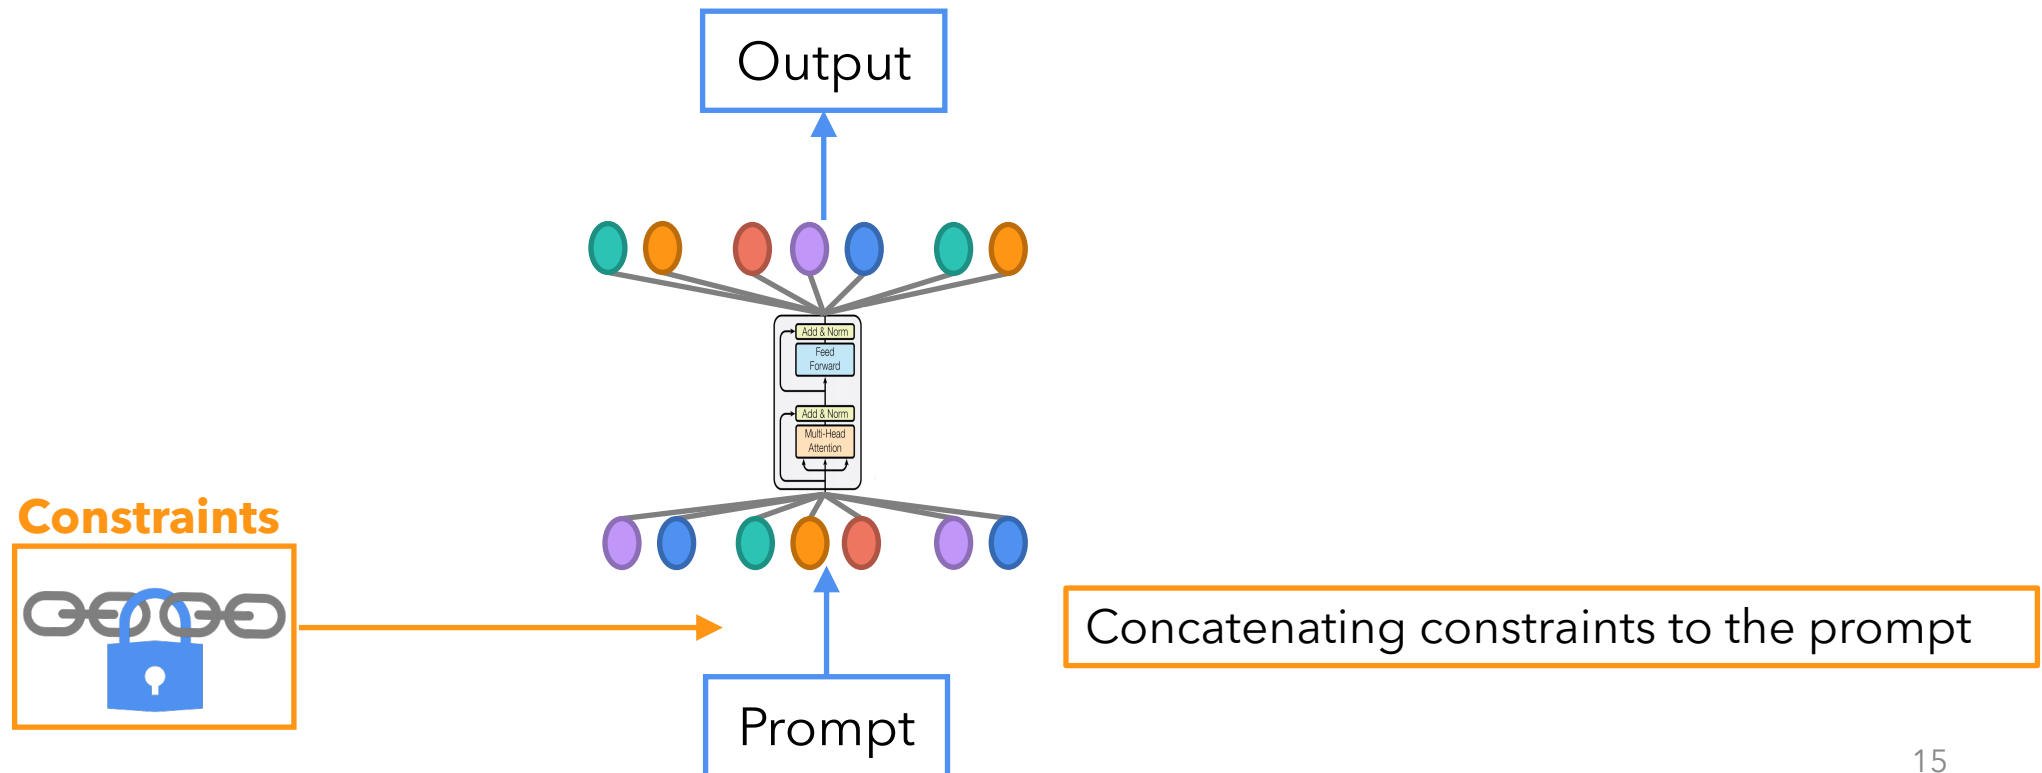 Output
Add & Norm
Feed
Forward
Add & Norm
Multi-Head
Attention
Constraints
Concatenating constraints to the prompt
Prompt
15